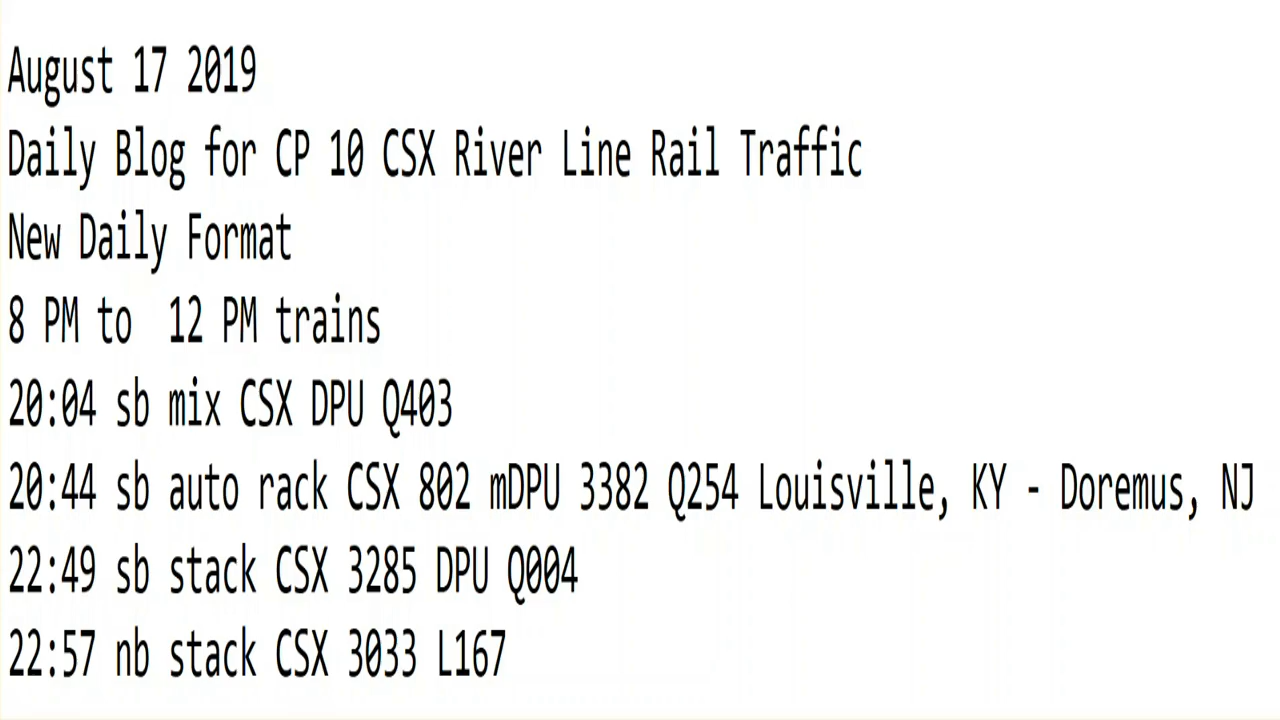 August 17 2019
Daily Blog for CP 10 CSX River Line Rail Traffic
New Daily Format
8 PM to  12 PM trains
20:04 sb mix CSX DPU Q403
20:44 sb auto rack CSX 802 mDPU 3382 Q254 Louisville, KY - Doremus, NJ
22:49 sb stack CSX 3285 DPU Q004
22:57 nb stack CSX 3033 L167